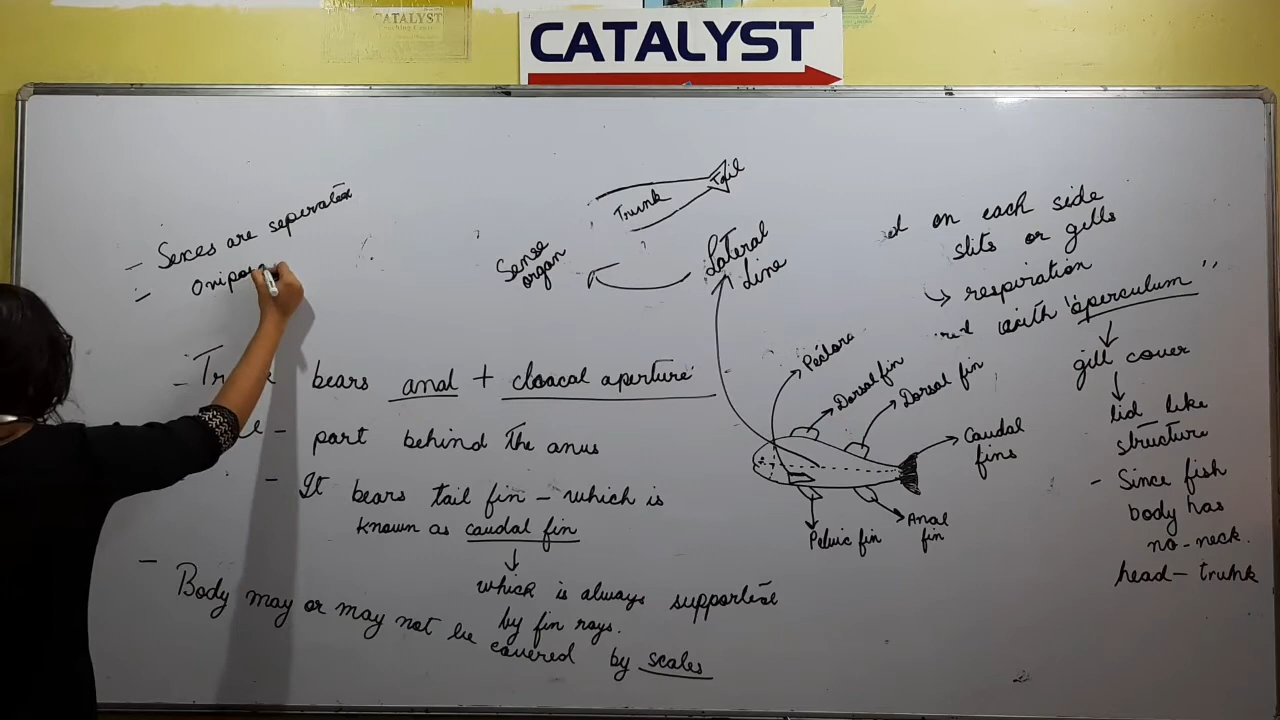 CATALYST
CATALYST
Tail
Trunk
- Sexes are seperate
-
Sense organ
Lateral Line
on each side
slits or gills
↳ respiration
with "operculum"
gill cover
lid like
structure
- Since fish
body has
no-neck.
head - trunk
- bears anal + cloacal aperture
- part behind the anus
- It bears tail fin - which is
known as caudal fin
which is always supportive
by fin rays.
- Body may or may not be covered by scales
Dorsal fin
Dorsal fin
Caudal fins
Pelvic fin
Anal fin